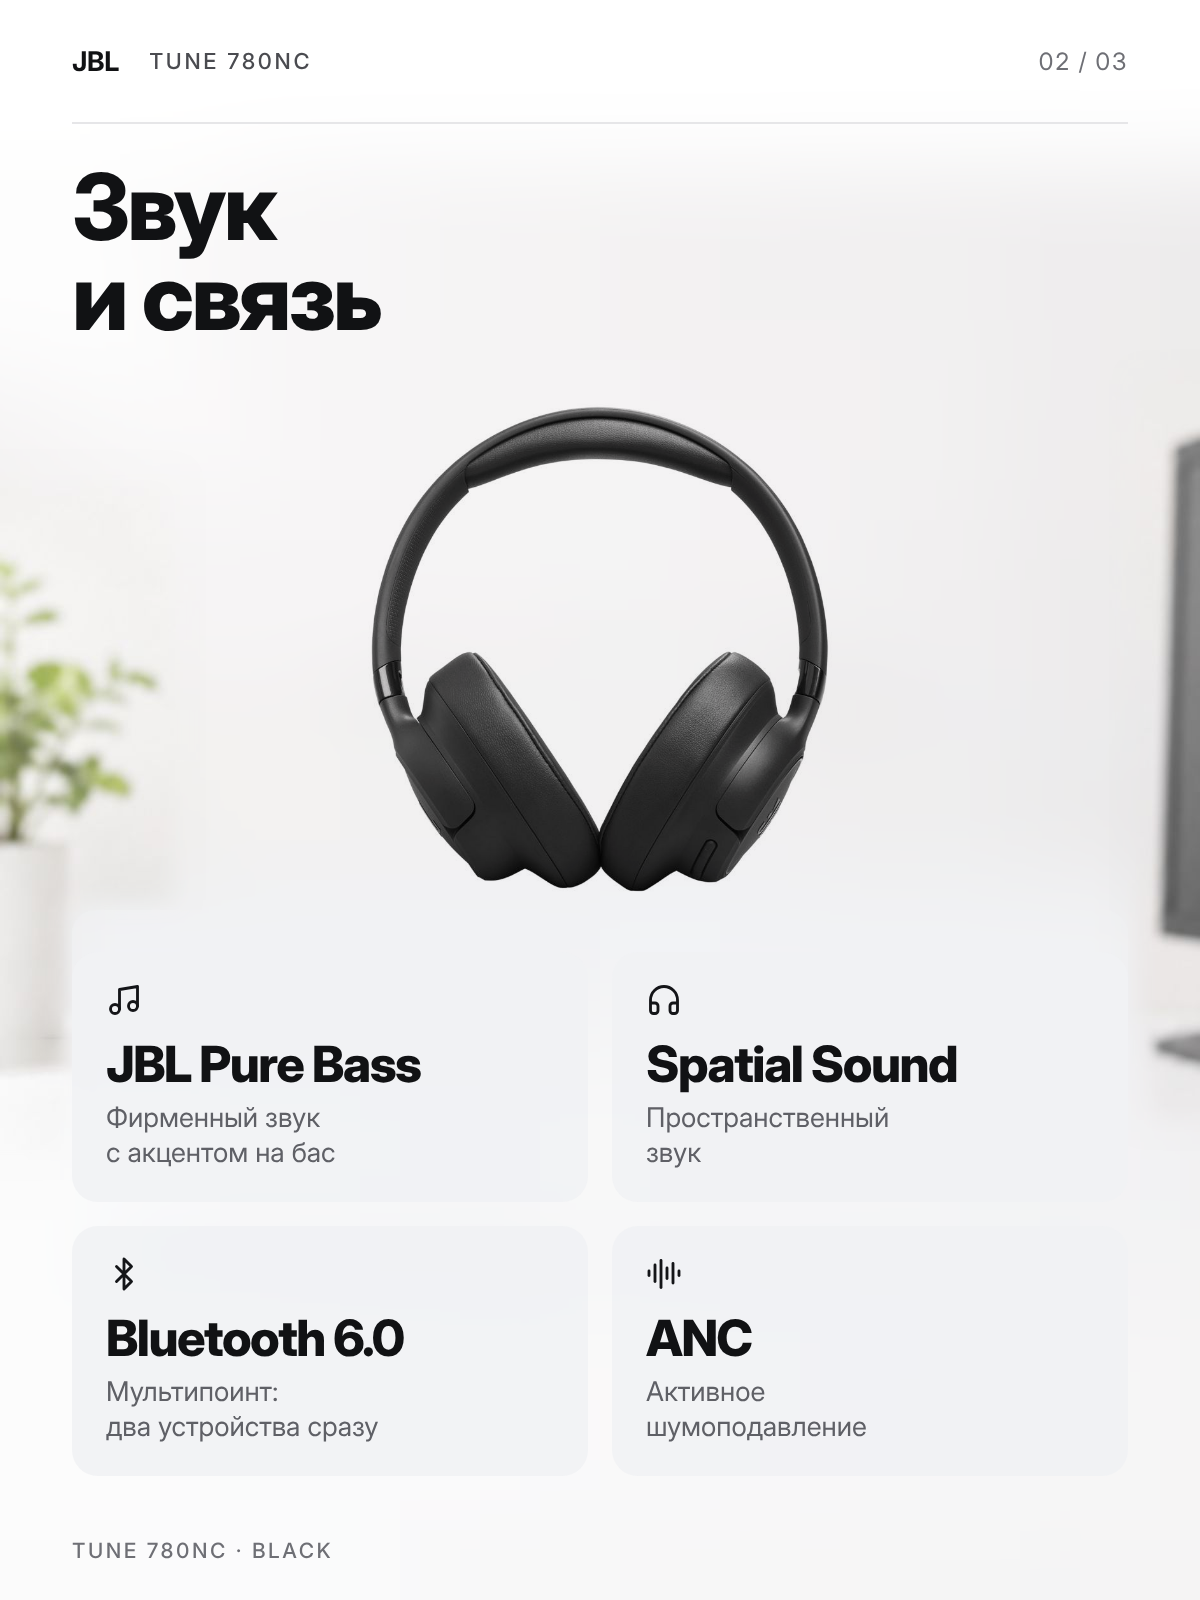 JBL TUNE 780NC 02 / 03
Звук
и связь
JBL Pure Bass
Фирменный звук
с акцентом на бас
Spatial Sound
Пространственный
звук
Bluetooth 6.0
Мультипоинт:
два устройства сразу
ANC
Активное
шумоподавление
TUNE 780NC · BLACK